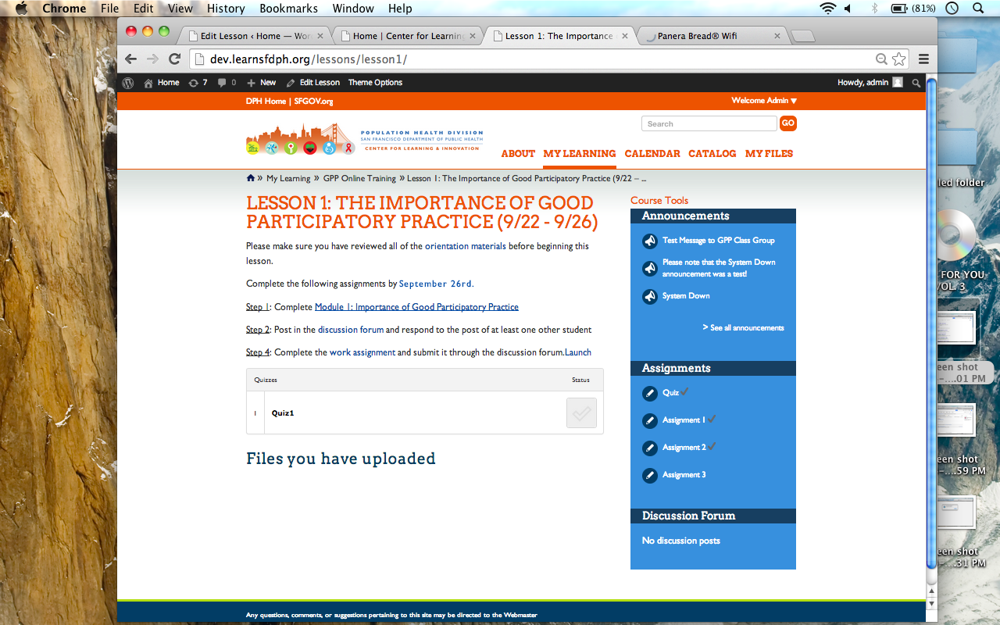 Chrome File Edit View History Bookmarks Window Help (81%)
Edit Lesson ‹ Home — Wor
Home | Center for Learning
Lesson 1: The Importance
Panera Bread® Wifi
dev.learnsfdph.org/lessons/lesson1/
Home 7 0 New Edit Lesson Theme Options Howdy, admin
DPH Home | SFGOV.org Welcome Admin ▼
POPULATION HEALTH DIVISION
SAN FRANCISCO DEPARTMENT OF PUBLIC HEALTH
CENTER FOR LEARNING & INNOVATION
Search GO
ABOUT MY LEARNING CALENDAR CATALOG MY FILES
» My Learning » GPP Online Training » Lesson 1: The Importance of Good Participatory Practice (9/22 – ...
LESSON 1: THE IMPORTANCE OF GOOD
PARTICIPATORY PRACTICE (9/22 - 9/26)
Please make sure you have reviewed all of the orientation materials before beginning this
lesson.
Complete the following assignments by September 26rd.
Step 1: Complete Module 1: Importance of Good Participatory Practice
Step 2: Post in the discussion forum and respond to the post of at least one other student
Step 4: Complete the work assignment and submit it through the discussion forum.Launch
Quizzes Status
1 Quiz1
Files you have uploaded
Course Tools
Announcements
Test Message to GPP Class Group
Please note that the System Down
announcement was a test!
System Down
> See all announcements
Assignments
Quiz
Assignment 1
Assignment 2
Assignment 3
Discussion Forum
No discussion posts
Any questions, comments, or suggestions pertaining to this site may be directed to the Webmaster
led folder
FOR YOU
VOL. 3
een shot
–....01 PM
een shot
–....59 PM
een shot
–....31 PM